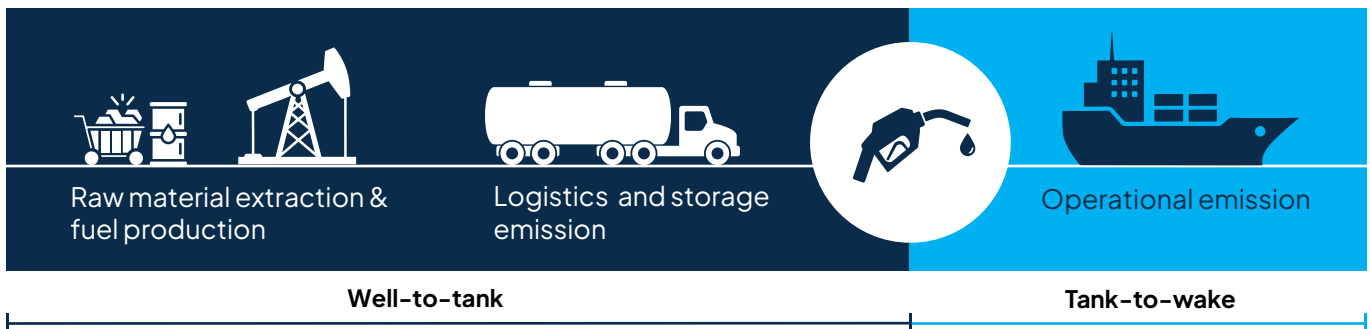 Raw material extraction &
fuel production
Logistics and storage
emission
Operational emission
Well-to-tank
Tank-to-wake